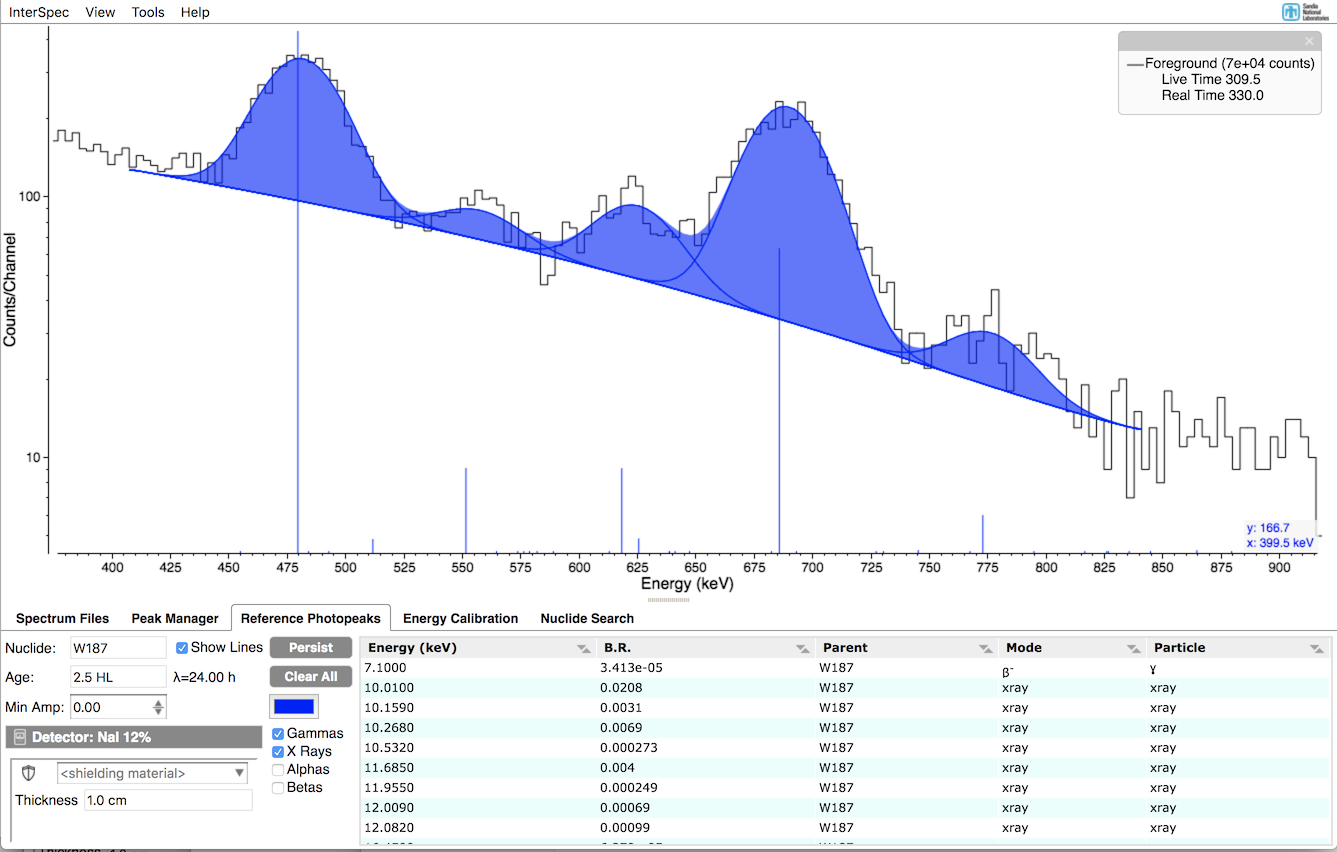 InterSpec View Tools Help
Sandia National Laboratories
Foreground (7e+04 counts)
Live Time 309.5
Real Time 330.0
Counts/Channel
100
10
y: 166.7
x: 399.5 keV
400 425 450 475 500 525 550 575 600 625 650 675 700 725 750 775 800 825 850 875 900
Energy (keV)
Spectrum Files Peak Manager Reference Photopeaks Energy Calibration Nuclide Search
Nuclide: W187 Show Lines Persist
Age: 2.5 HL λ=24.00 h Clear All
Min Amp: 0.00
Detector: NaI 12%
Gammas
X Rays
Alphas
Betas
<shielding material>
Thickness 1.0 cm
Energy (keV) B.R. Parent Mode Particle
7.1000 3.413e-05 W187 β- γ
10.0100 0.0208 W187 xray xray
10.1590 0.0031 W187 xray xray
10.2680 0.0069 W187 xray xray
10.5320 0.000273 W187 xray xray
11.6850 0.004 W187 xray xray
11.9550 0.000249 W187 xray xray
12.0090 0.00069 W187 xray xray
12.0820 0.00099 W187 xray xray